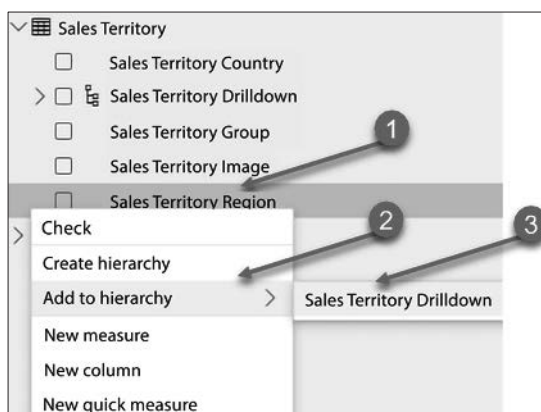 Sales Territory
Sales Territory Country
Sales Territory Drilldown
Sales Territory Group
1
Sales Territory Image
Sales Territory Region
2
3
Check
Create hierarchy
Add to hierarchy
Sales Territory Drilldown
New measure
New column
New quick measure